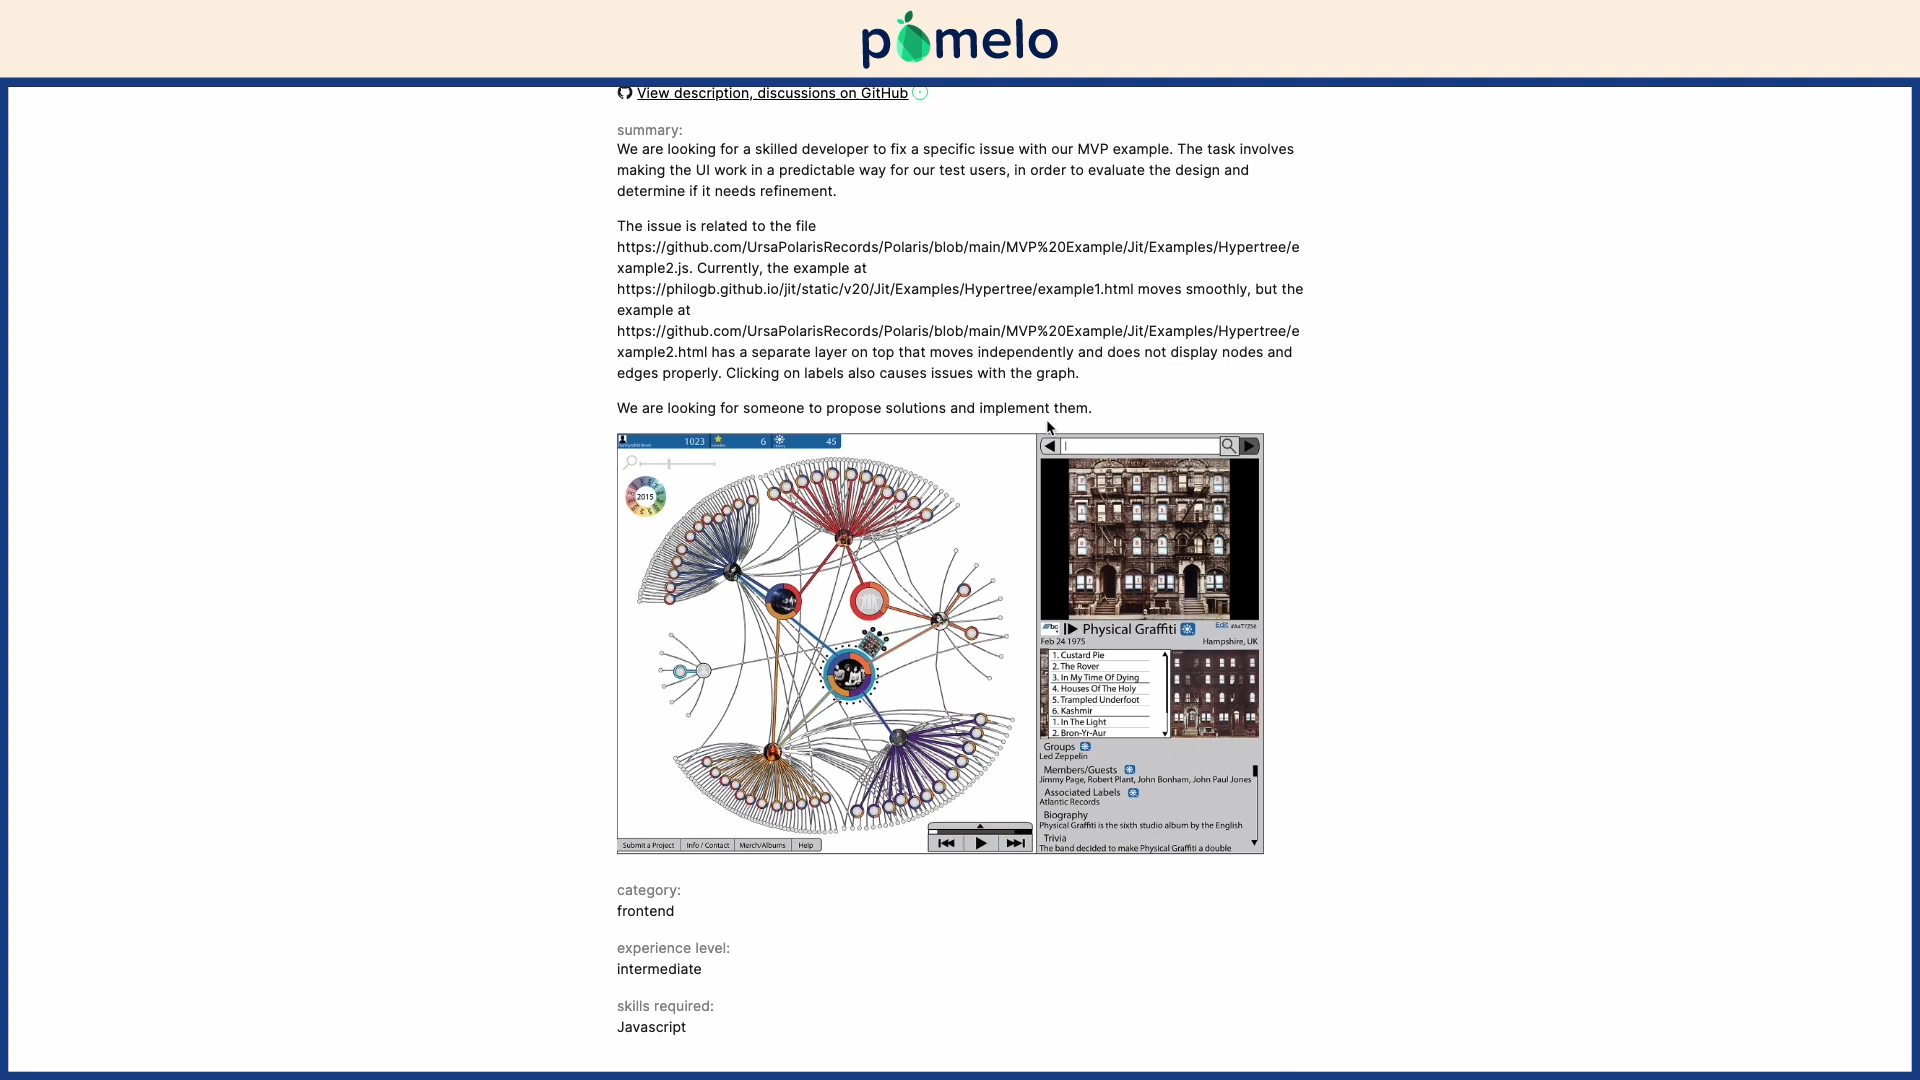 pomelo
View description, discussions on GitHub
summary:
We are looking for a skilled developer to fix a specific issue with our MVP example. The task involves
making the UI work in a predictable way for our test users, in order to evaluate the design and
determine if it needs refinement.
The issue is related to the file
https://github.com/UrsaPolarisRecords/Polaris/blob/main/MVP%20Example/Jit/Examples/Hypertree/e
xample2.js. Currently, the example at
https://philogb.github.io/jit/static/v20/Jit/Examples/Hypertree/example1.html moves smoothly, but the
example at
https://github.com/UrsaPolarisRecords/Polaris/blob/main/MVP%20Example/Jit/Examples/Hypertree/e
xample2.html has a separate layer on top that moves independently and does not display nodes and
edges properly. Clicking on labels also causes issues with the graph.
We are looking for someone to propose solutions and implement them.
1023 6 45
2015
Physical Graffiti
Edit
Feb 24 1975 Hampshire, UK
1. Custard Pie
2. The Rover
3. In My Time Of Dying
4. Houses Of The Holy
5. Trampled Underfoot
6. Kashmir
1. In The Light
2. Bron-Yr-Aur
Groups
Led Zeppelin
Members/Guests
Jimmy Page, Robert Plant, John Bonham, John Paul Jones
Associated Labels
Atlantic Records
Biography
Physical Graffiti is the sixth studio album by the English
Trivia
The band decided to make Physical Graffiti a double
Submit a Project Info / Contact Merch/Albums Help
category:
frontend
experience level:
intermediate
skills required:
Javascript